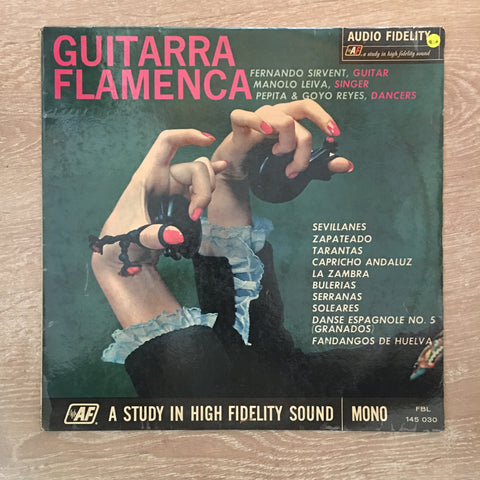 GUITARRA
FLAMENCA
FERNANDO SIRVENT, GUITAR
MANOLO LEIVA, SINGER
PEPITA & GOYO REYES, DANCERS
AUDIO FIDELITY
AF a study in high fidelity sound
SEVILLANES
ZAPATEADO
TARANTAS
CAPRICHO ANDALUZ
LA ZAMBRA
BULERIAS
SERRANAS
SOLEARES
DANSE ESPAGNOLE NO. 5
(GRANADOS)
FANDANGOS DE HUELVA
AF® A STUDY IN HIGH FIDELITY SOUND MONO
FBL
145 030